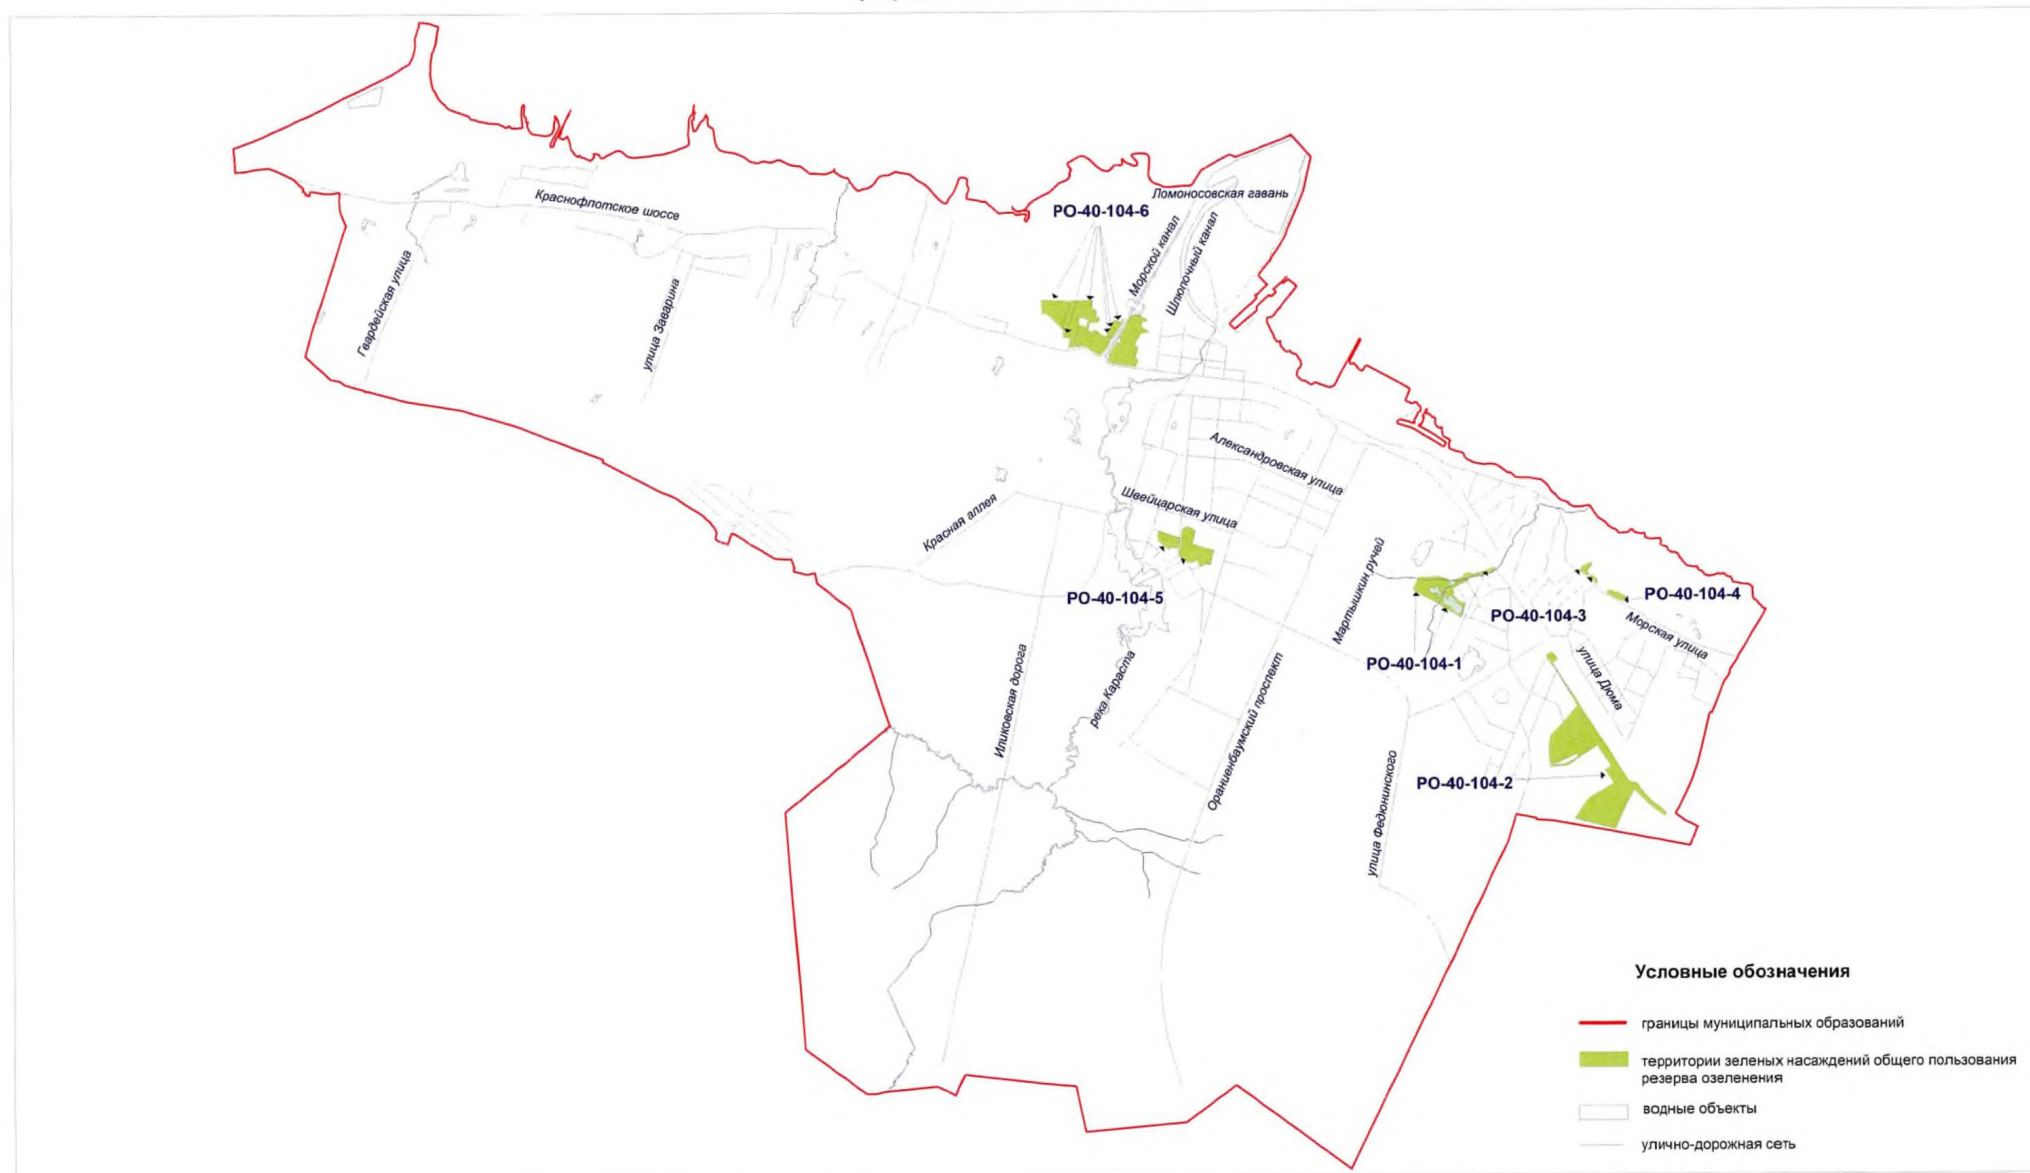 Ломоносовская гавань
Краснофлотское шоссе
РО-40-104-6
Морской канал
Шлюпочный канал
Гвардейская улица
улица Заварина
Александровская улица
Швейцарская улица
Красная аллея
Мартышкин ручей
РО-40-104-5
РО-40-104-4
РО-40-104-3
Морская улица
РО-40-104-1
улица Дюма
Иликовская дорога
река Караста
Ораниенбаумский проспект
улица Федюнинского
РО-40-104-2
Условные обозначения
границы муниципальных образований
территории зеленых насаждений общего пользования
резерва озеленения
водные объекты
улично-дорожная сеть